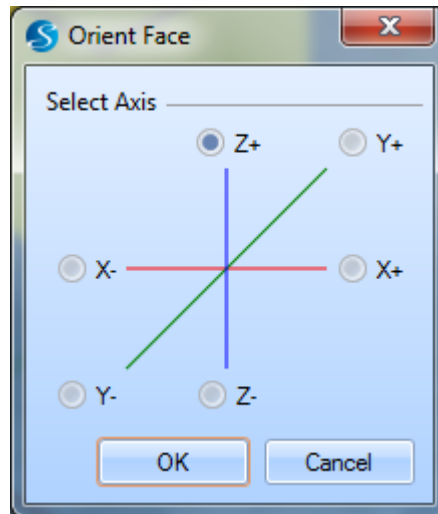 Orient Face
Select Axis
Z+ Y+
X- X+
Y- Z-
OK Cancel